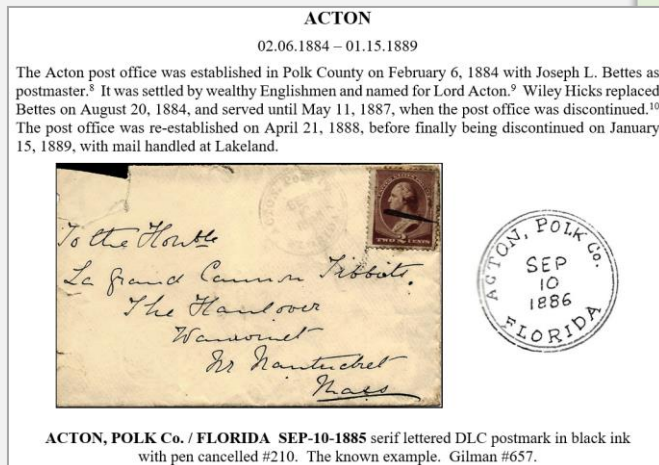 ACTON
02.06.1884 – 01.15.1889
The Acton post office was established in Polk County on February 6, 1884 with Joseph L. Bettes as
postmaster.8 It was settled by wealthy Englishmen and named for Lord Acton.9 Wiley Hicks replaced
Bettes on August 20, 1884, and served until May 11, 1887, when the post office was discontinued.10
The post office was re-established on April 21, 1888, before finally being discontinued on January
15, 1889, with mail handled at Lakeland.
TWO CENTS
To the Honble
La Grand Cannon Tibbits.
The
Nr Nantucket
Mass
ACTON, POLK Co.
SEP
10
1886
FLORIDA
ACTON, POLK Co. / FLORIDA SEP-10-1885 serif lettered DLC postmark in black ink
with pen cancelled #210. The known example. Gilman #657.